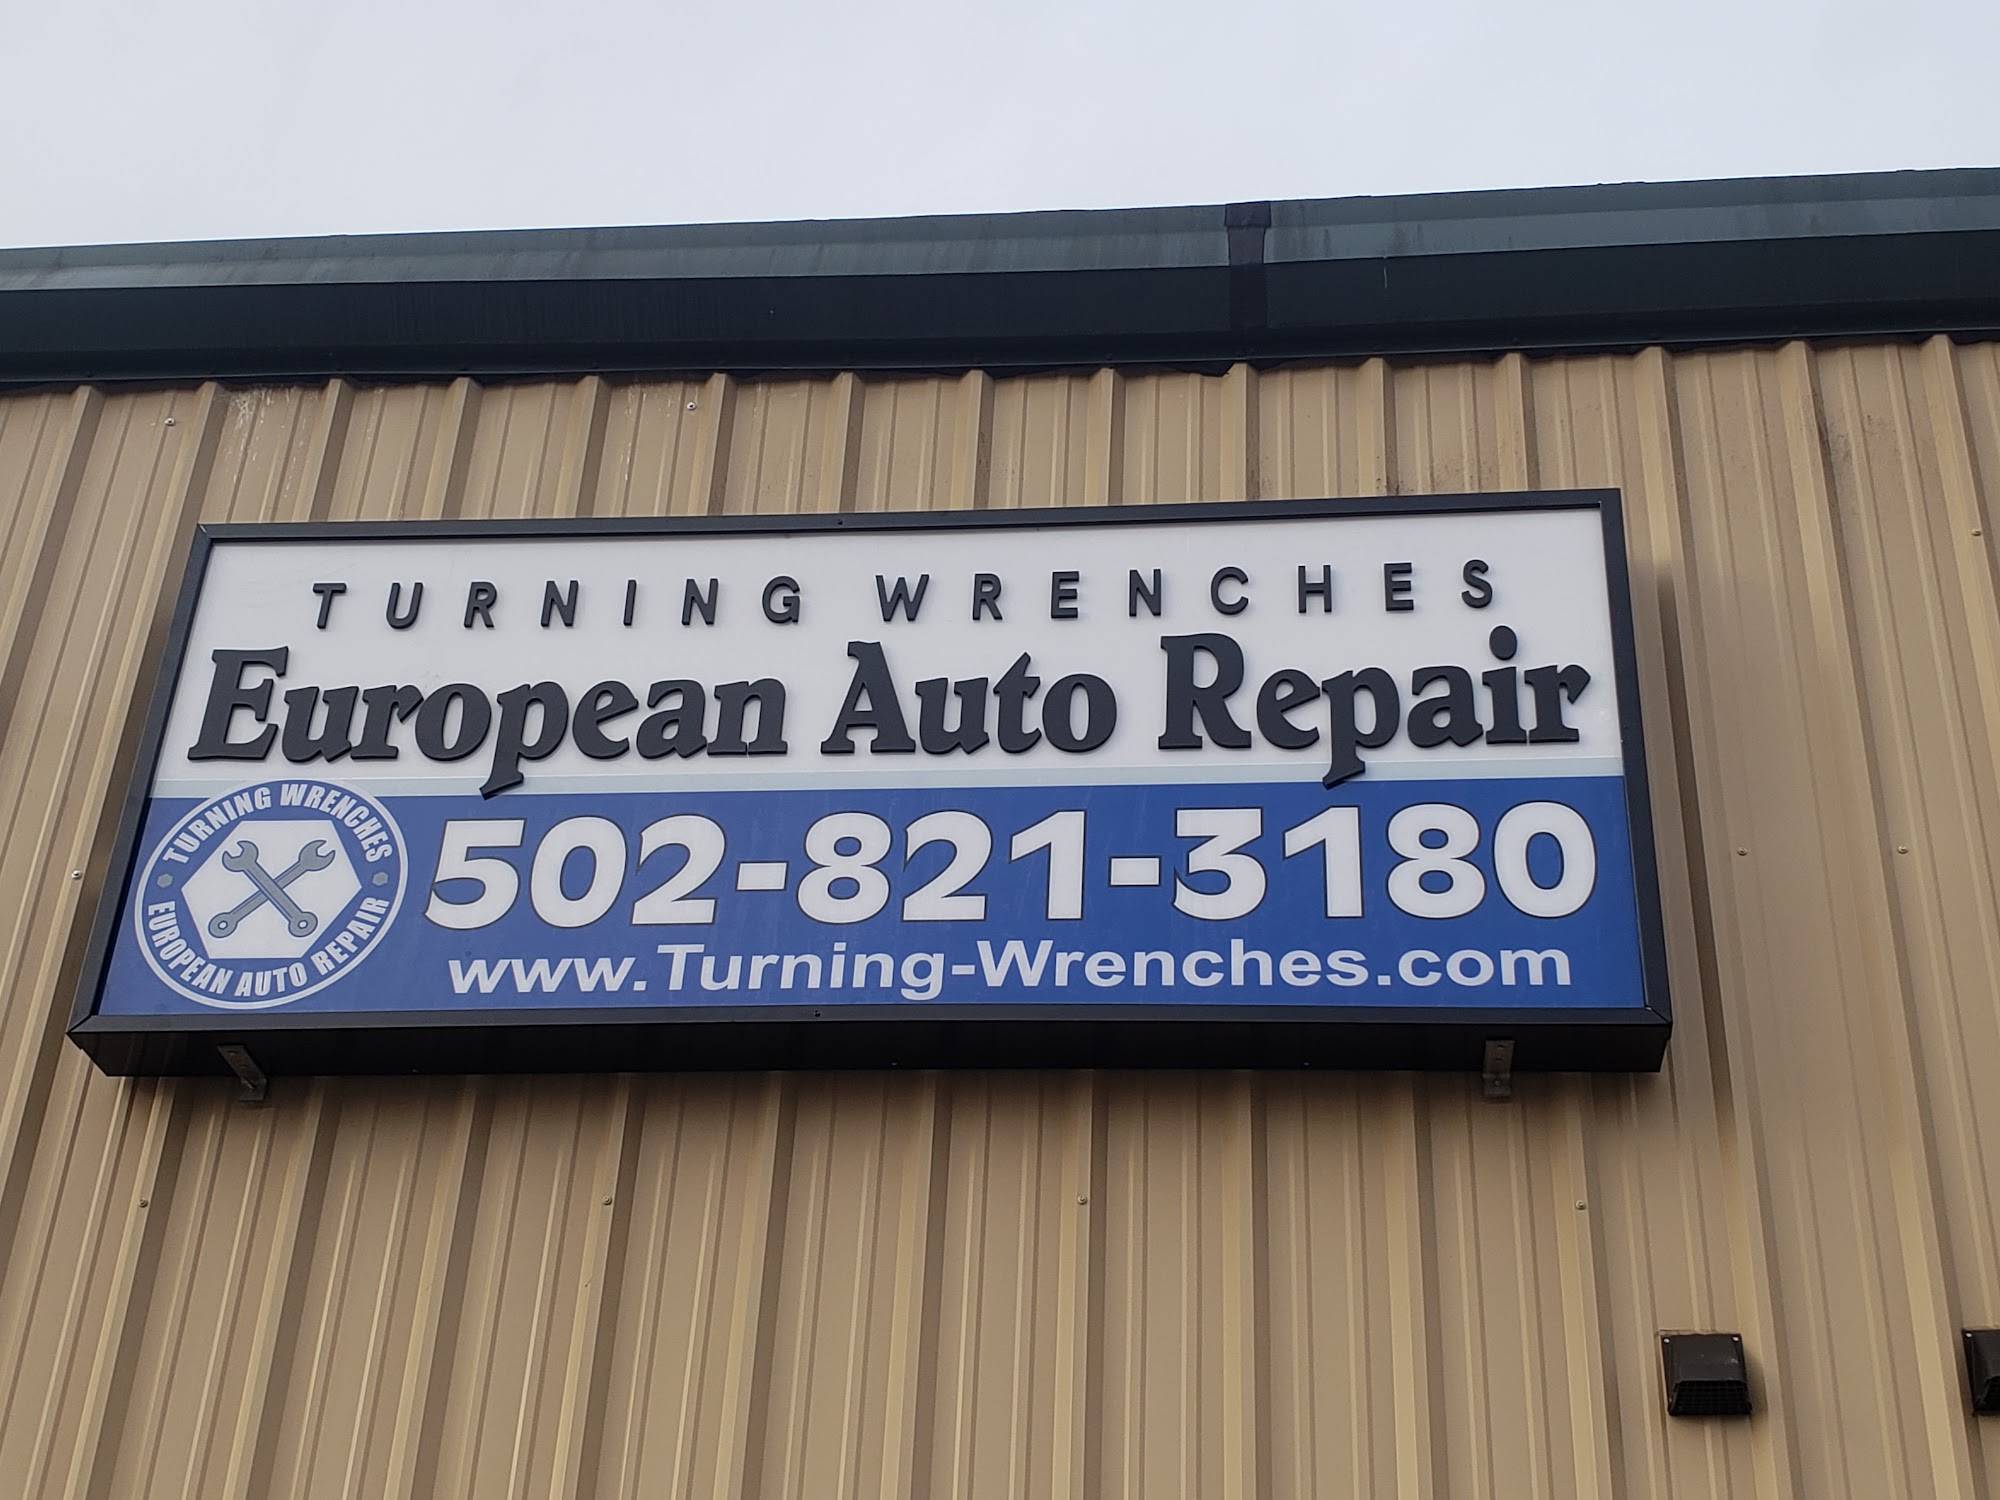 TURNING WRENCHES
European Auto Repair
TURNING WRENCHES
EUROPEAN AUTO REPAIR
502-821-3180
www.Turning-Wrenches.com